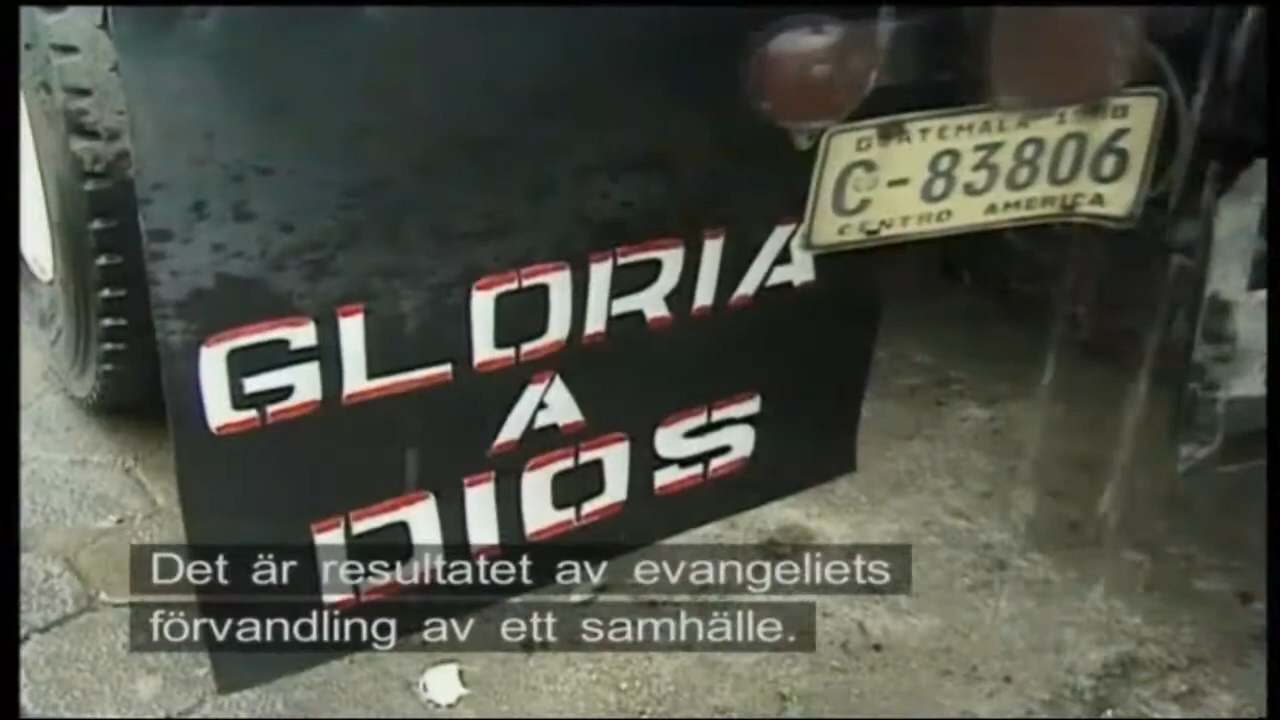 GUATEMALA
C-83806
CENTRO AMERICA
GLORIA
A
DIOS
Det är resultatet av evangeliets
förvandling av ett samhälle.